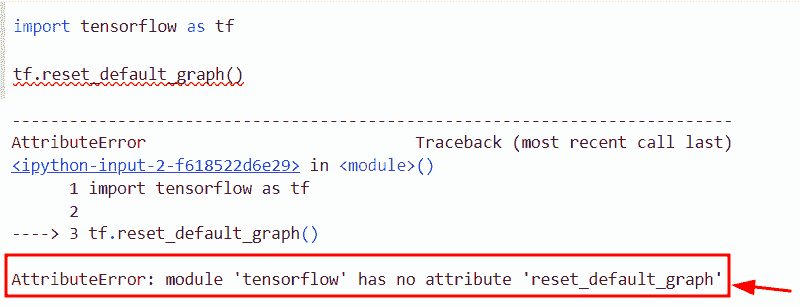 import tensorflow as tf
tf.reset_default_graph()
---------------------------------------------------------------------------
AttributeError                            Traceback (most recent call last)
<ipython-input-2-f618522d6e29> in <module>()
      1 import tensorflow as tf
      2
----> 3 tf.reset_default_graph()
AttributeError: module 'tensorflow' has no attribute 'reset_default_graph'